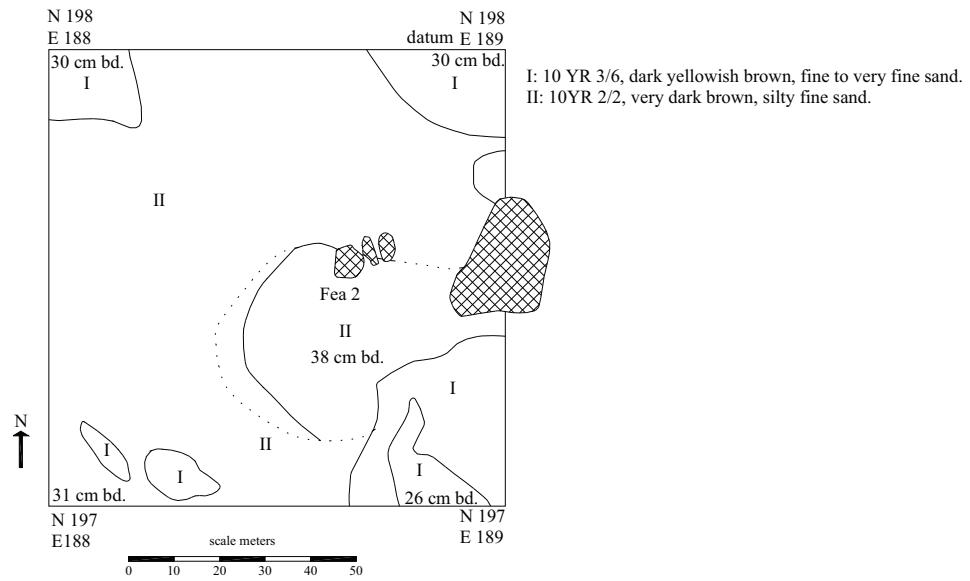 N 198
E 188
N 198
datum E 189
30 cm bd.
I
30 cm bd.
I
I: 10 YR 3/6, dark yellowish brown, fine to very fine sand.
II: 10YR 2/2, very dark brown, silty fine sand.
II
Fea 2
II
38 cm bd.
I
N
II
I
I
I
31 cm bd.
26 cm bd.
N 197
E188
N 197
E 189
scale meters
0 10 20 30 40 50